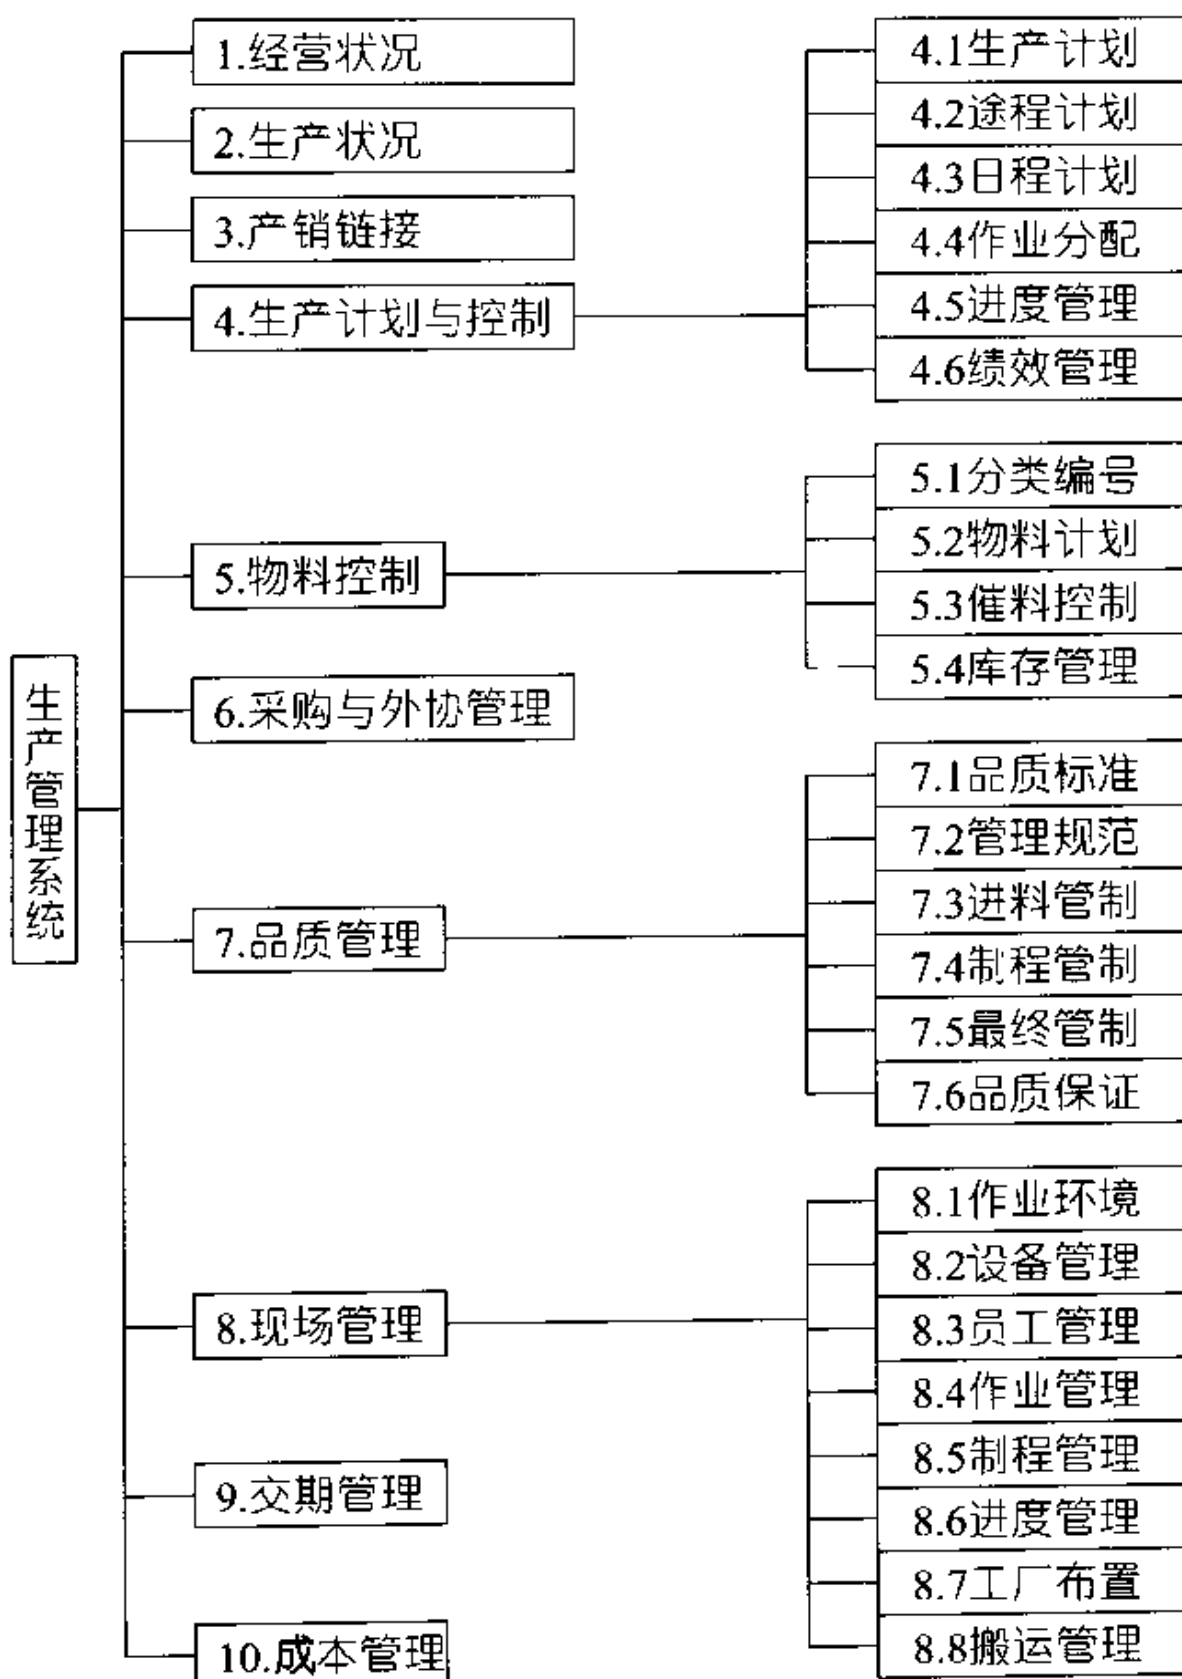 生产管理系统
1.经营状况
2.生产状况
3.产销链接
4.生产计划与控制
4.1生产计划
4.2途程计划
4.3日程计划
4.4作业分配
4.5进度管理
4.6绩效管理
5.物料控制
5.1分类编号
5.2物料计划
5.3催料控制
5.4库存管理
6.采购与外协管理
7.品质管理
7.1品质标准
7.2管理规范
7.3进料管制
7.4制程管制
7.5最终管制
7.6品质保证
8.现场管理
8.1作业环境
8.2设备管理
8.3员工管理
8.4作业管理
8.5制程管理
8.6进度管理
8.7工厂布置
8.8搬运管理
9.交期管理
10.成本管理